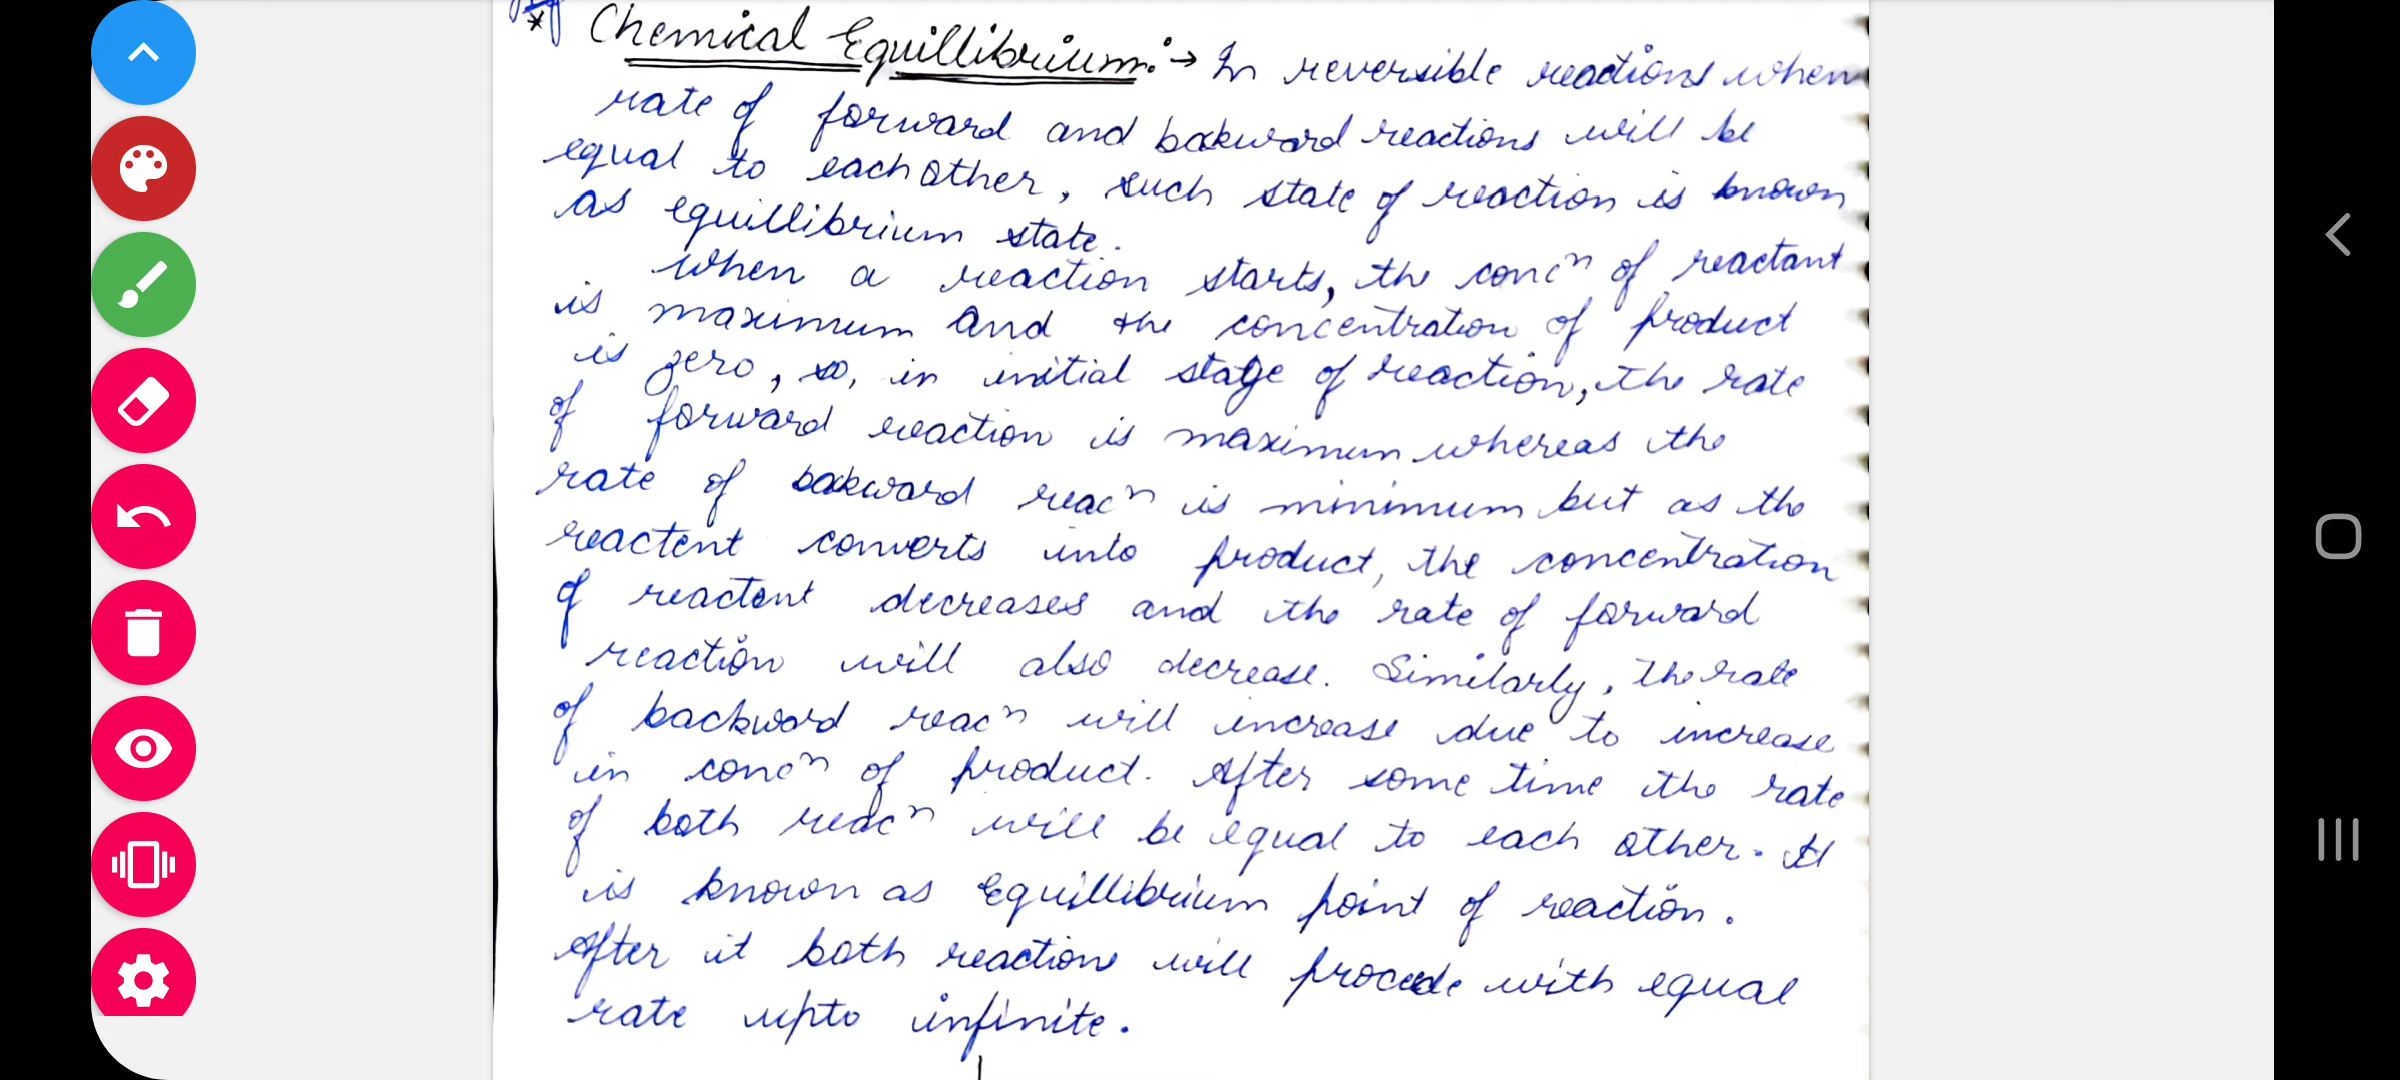 * Chemical Equillibrium :→ In reversible reactions when
rate of forward and bakward reactions will be
equal to each other, such state of reaction is known
as equillibrium state.
when a reaction starts, the concⁿ of reactant
is maximum and the concentration of product
is zero, so, in initial stage of reaction, the rate
of forward reaction is maximum whereas the
rate of bakward reacⁿ is minimum but as the
reactent converts into product, the concentration
of reactent decreases and the rate of forward
reaction will also decrease. Similarly, the rate
of backward reacⁿ will increase due to increase
in concⁿ of product. After some time the rate
of both reacⁿ will be equal to each other. It
is known as Equillibrium point of reaction.
After it both reactions will procede with equal
rate upto infinite.